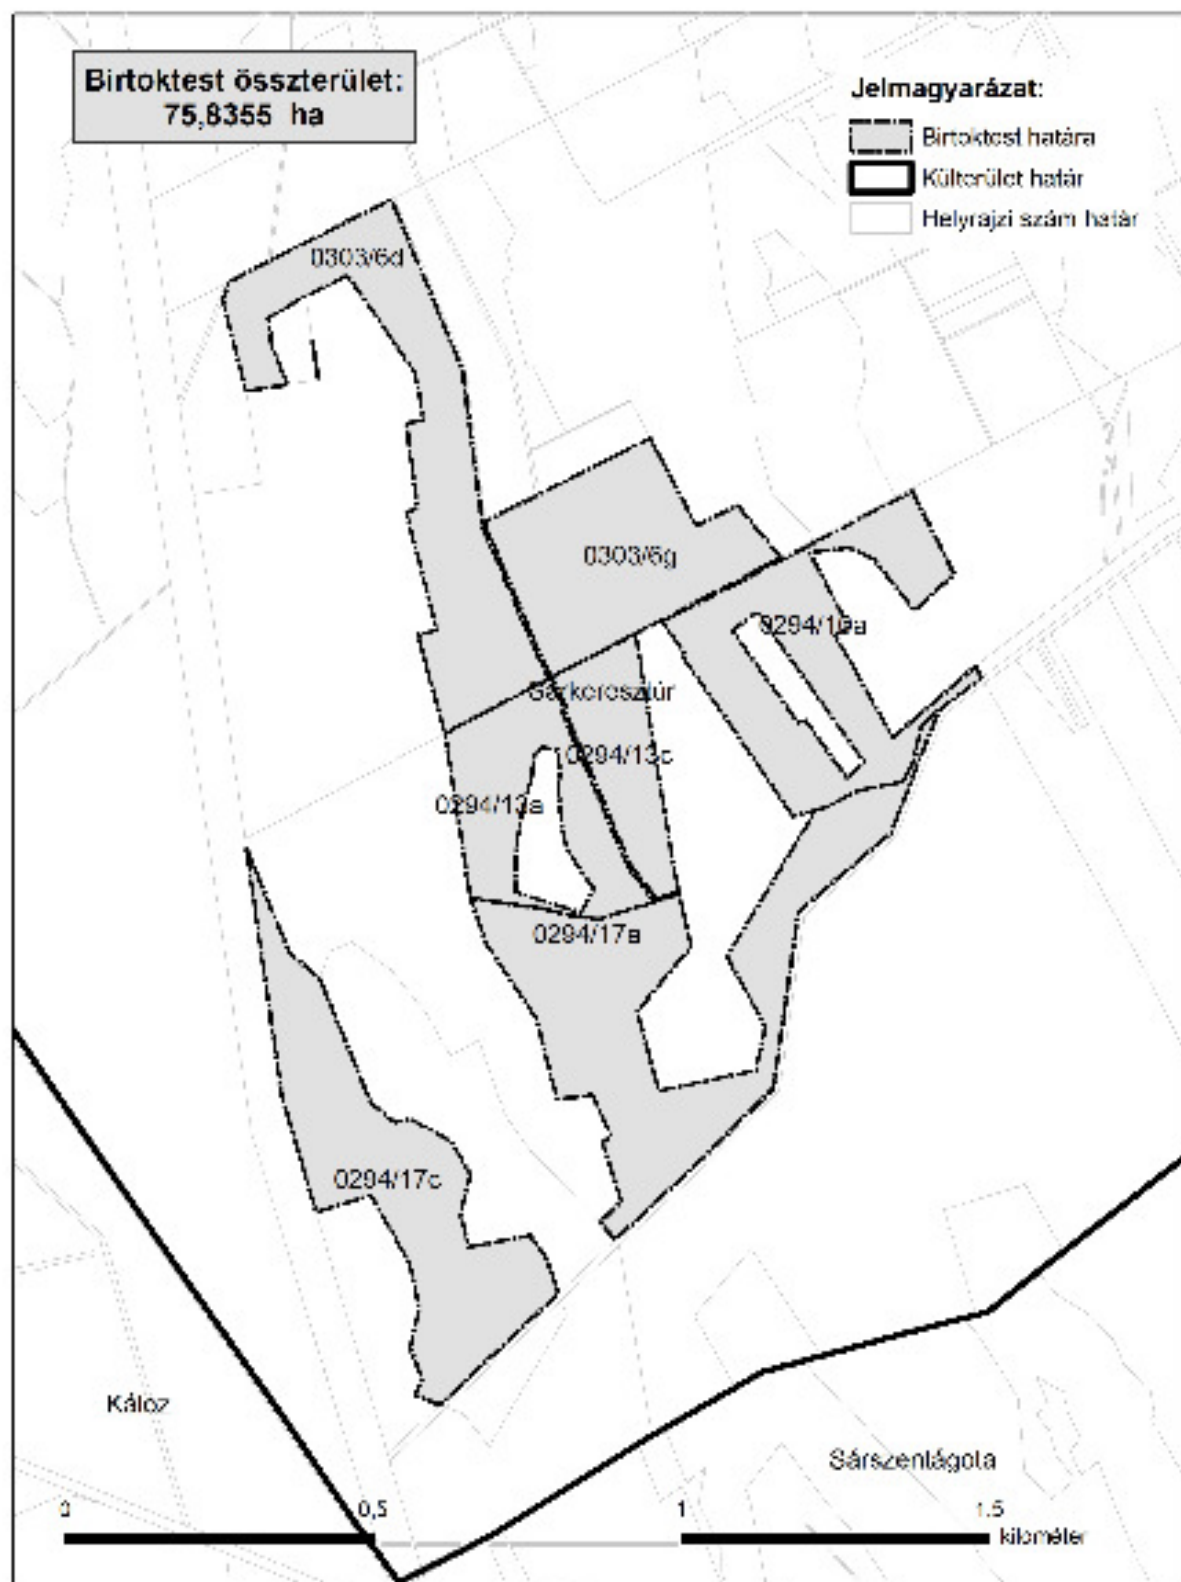 Birtoktest összterület:
75,8355 ha
Jelmagyarázat:
Birtoktest határa
Külterület határ
Helyrajzi szám határ
0303/6d
0303/6g
0294/10a
Sárkeresztúr
0294/13c
0294/13a
0294/17a
0294/17c
Káloz
Sárszentágota
0
0,5
1
1.5
kilométer